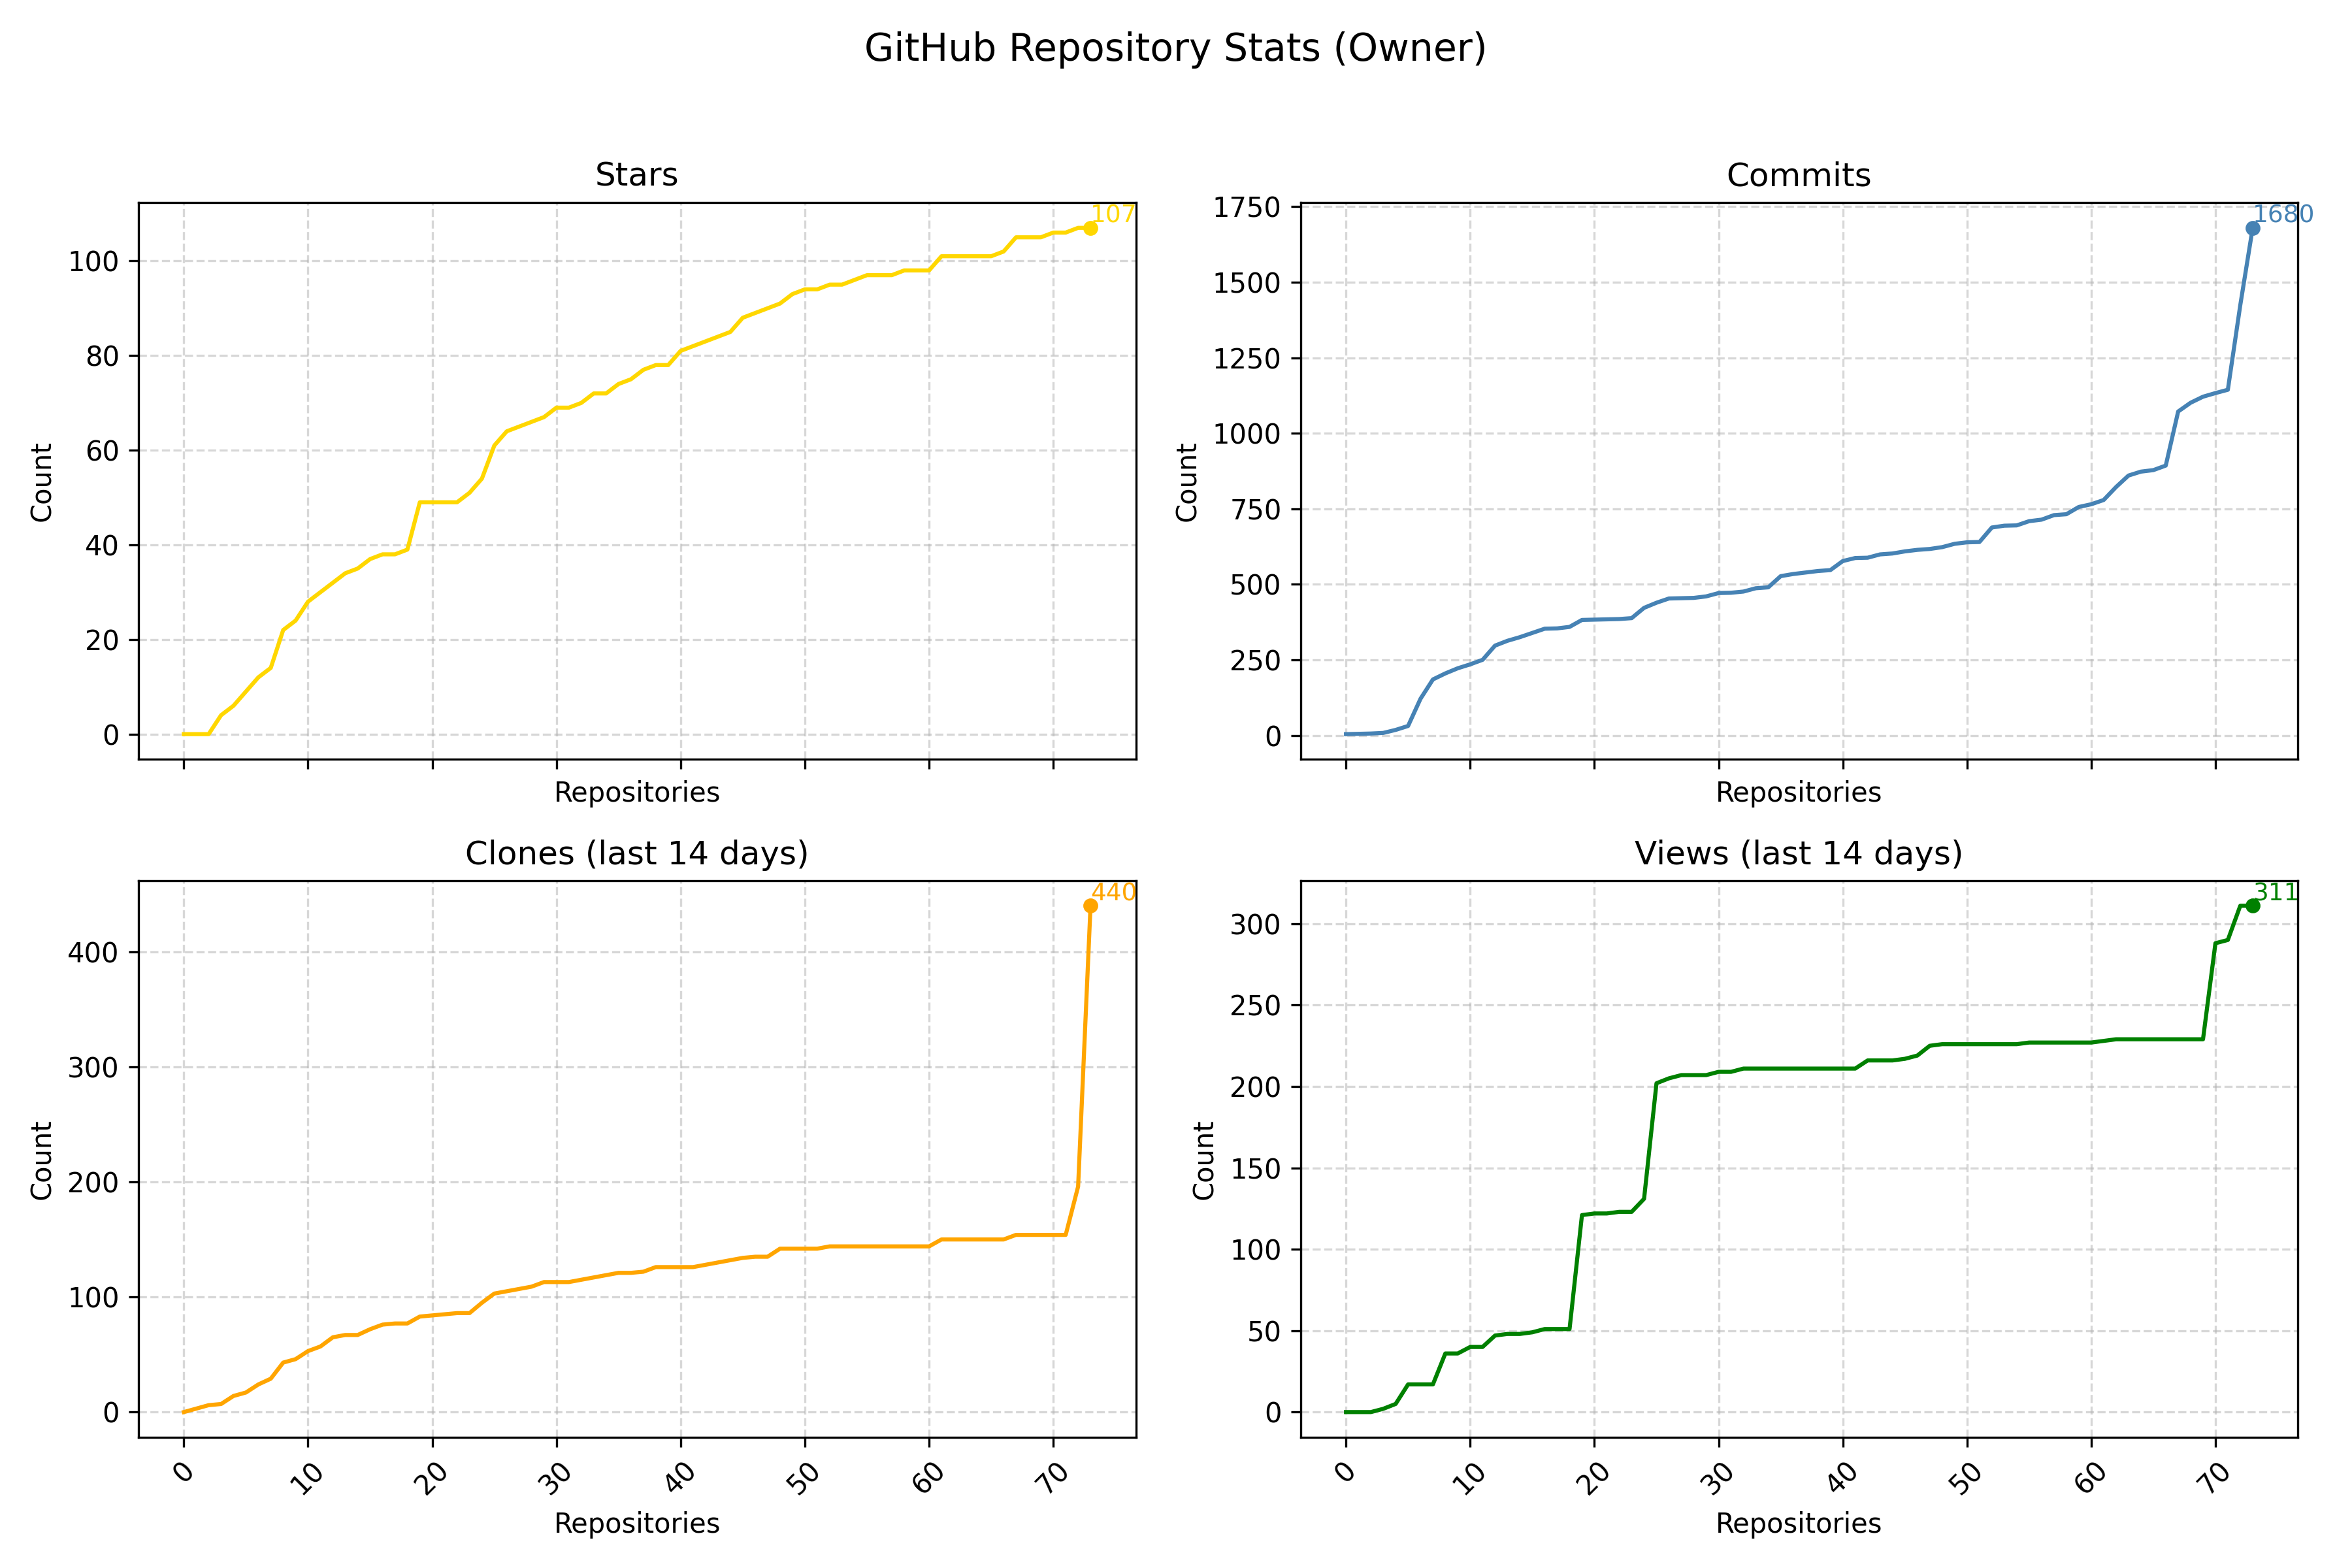 GitHub Repository Stats (Owner)
Stars
107
100
80
60
40
20
0
Count
Repositories
Commits
1680
1750
1500
1250
1000
750
500
250
0
Count
Repositories
Clones (last 14 days)
440
400
300
200
100
0
Count
0 10 20 30 40 50 60 70
Repositories
Views (last 14 days)
311
300
250
200
150
100
50
0
Count
0 10 20 30 40 50 60 70
Repositories